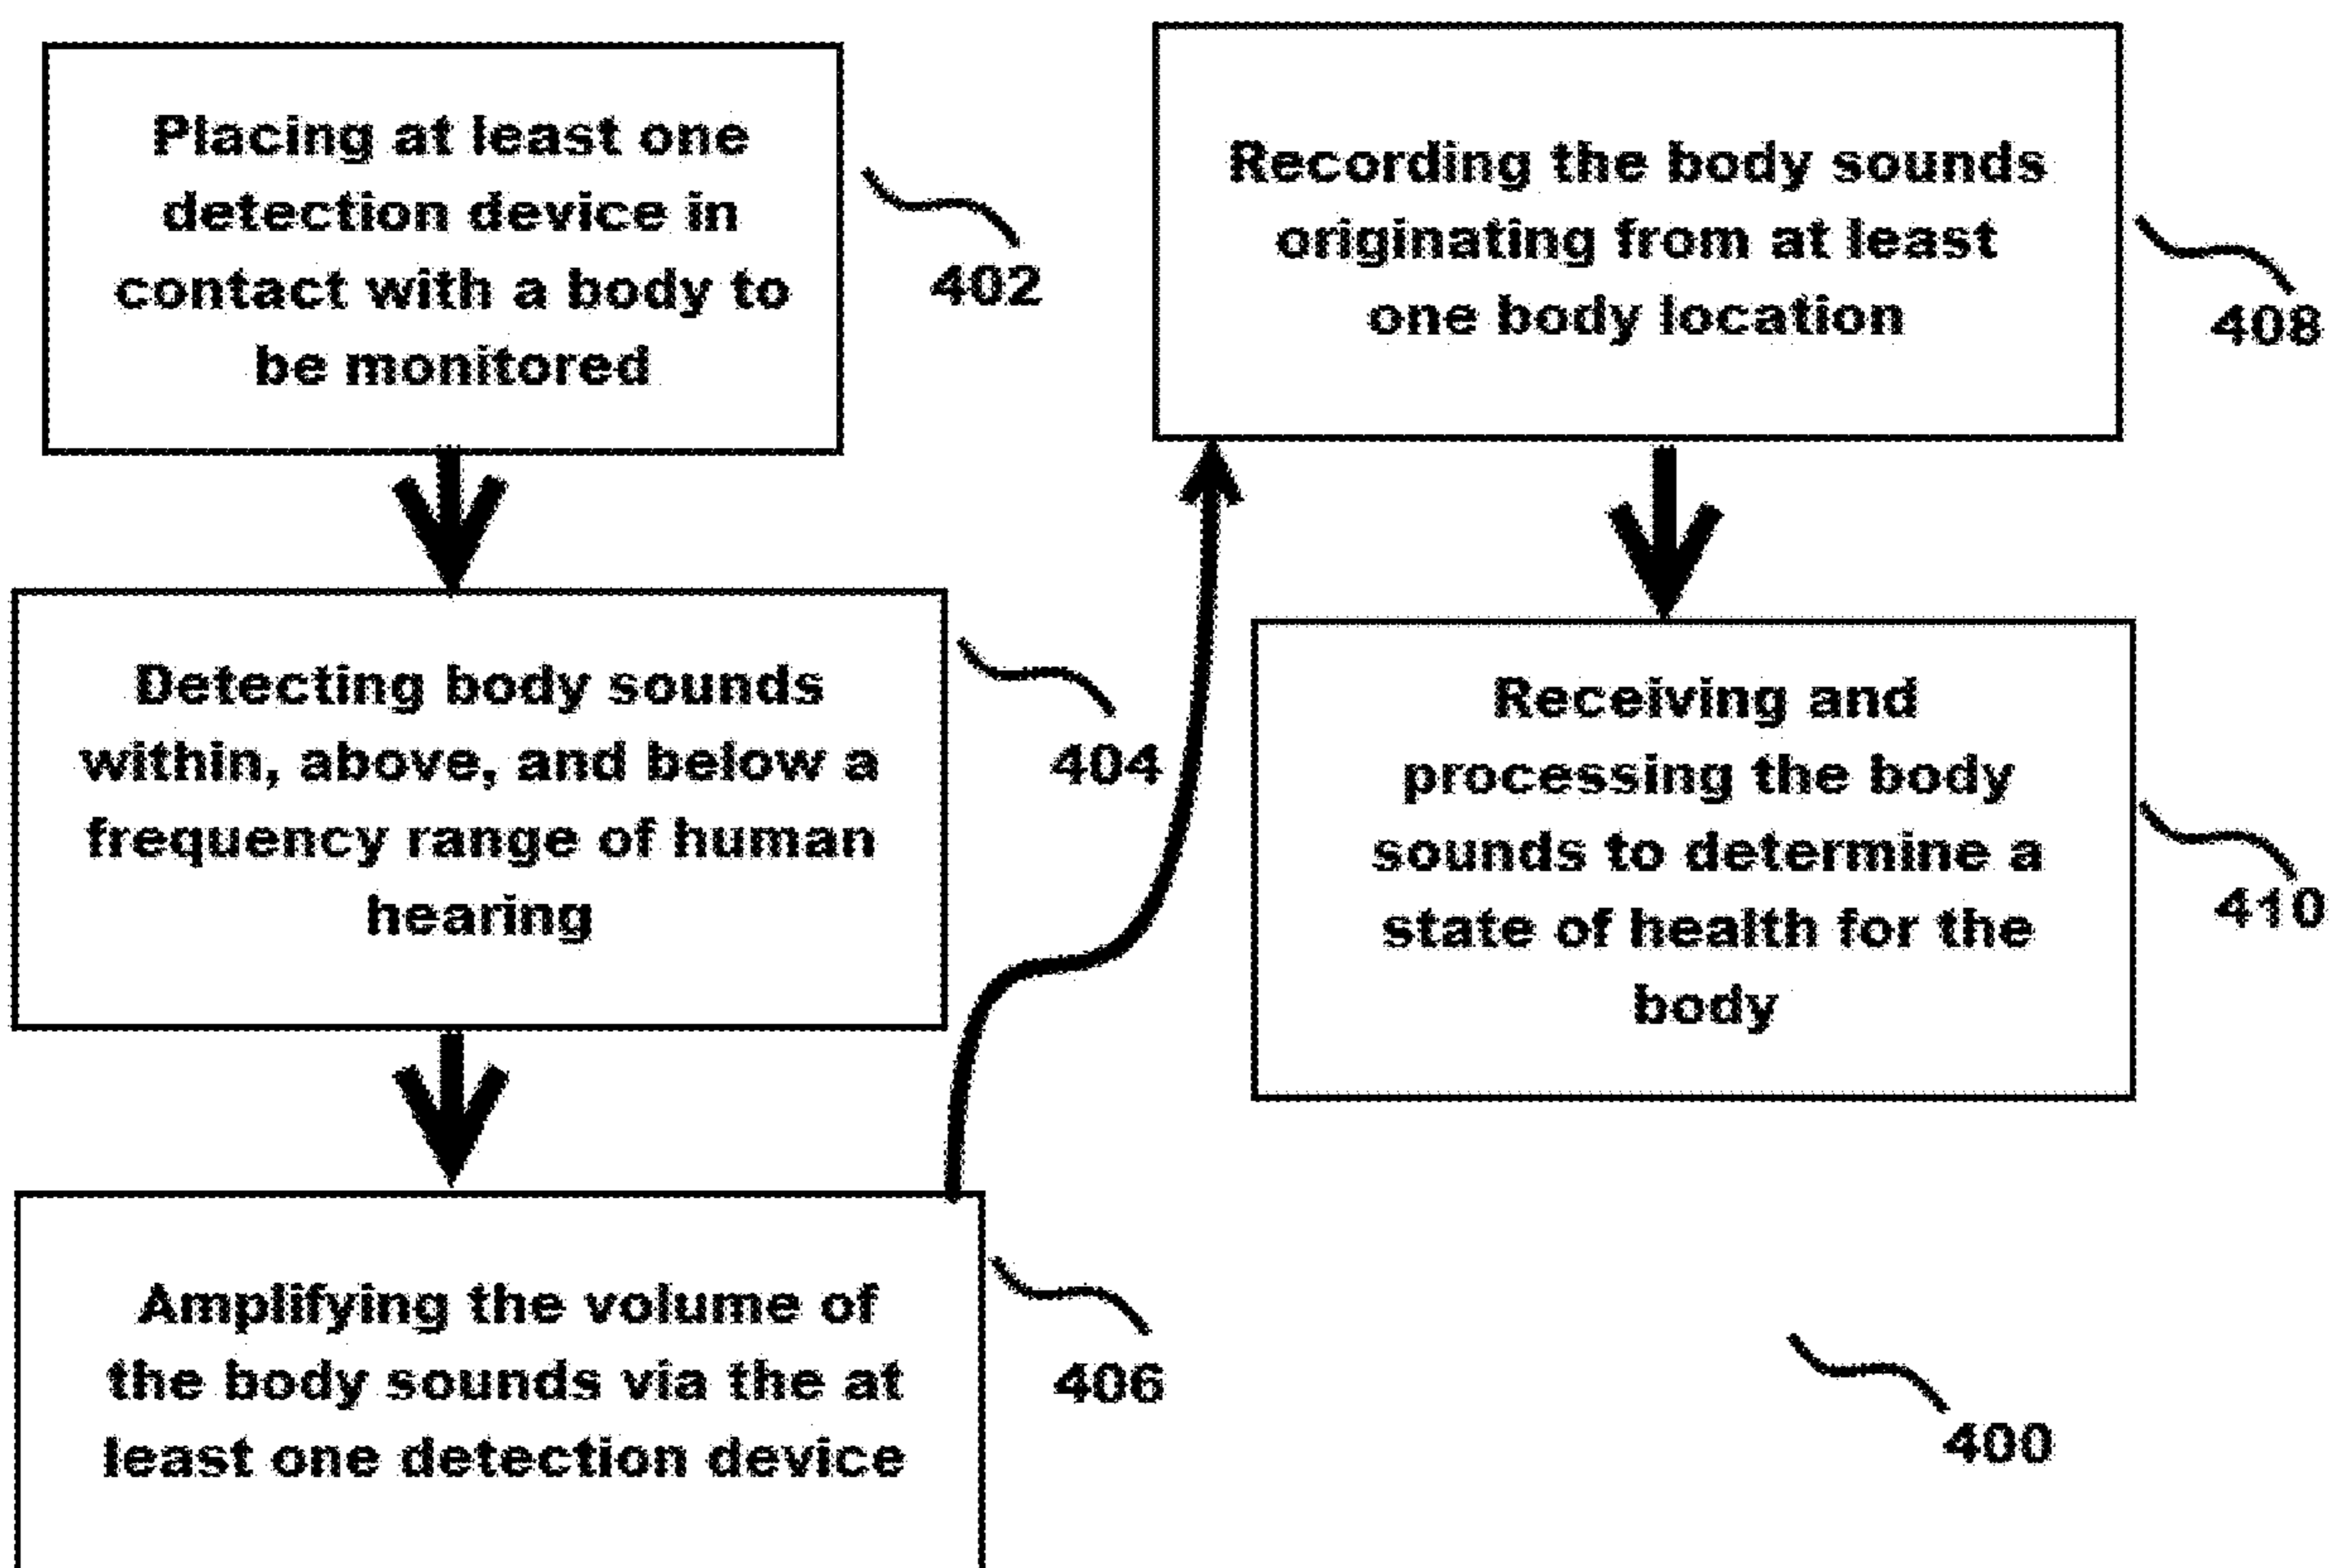 Placing at least one
detection device in
contact with a body to
be monitored
402
Detecting body sounds
within, above, and below a
frequency range of human
hearing
404
Amplifying the volume of
the body sounds via the at
least one detection device
406
Recording the body sounds
originating from at least
one body location
408
Receiving and
processing the body
sounds to determine a
state of health for the
body
410
400